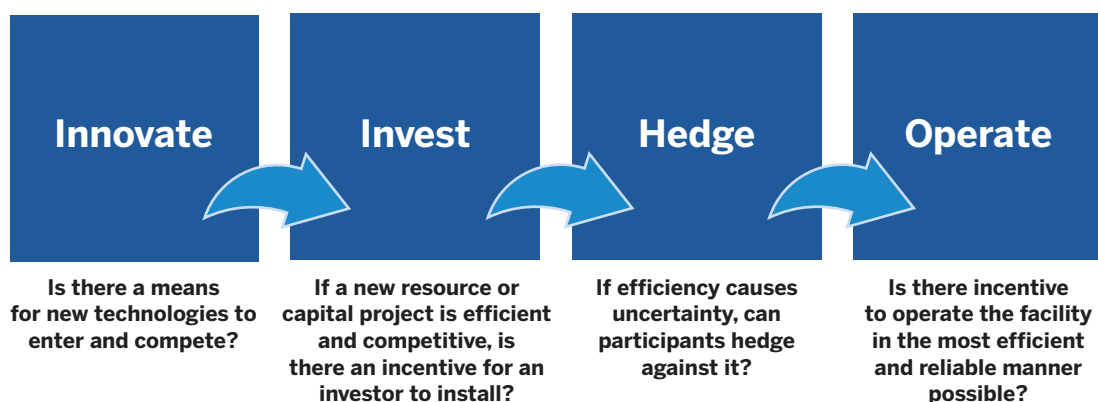 Innovate
Invest
Hedge
Operate
Is there a means
for new technologies to
enter and compete?
If a new resource or
capital project is efficient
and competitive, is
there an incentive for an
investor to install?
If efficiency causes
uncertainty, can
participants hedge
against it?
Is there incentive
to operate the facility
in the most efficient
and reliable manner
possible?